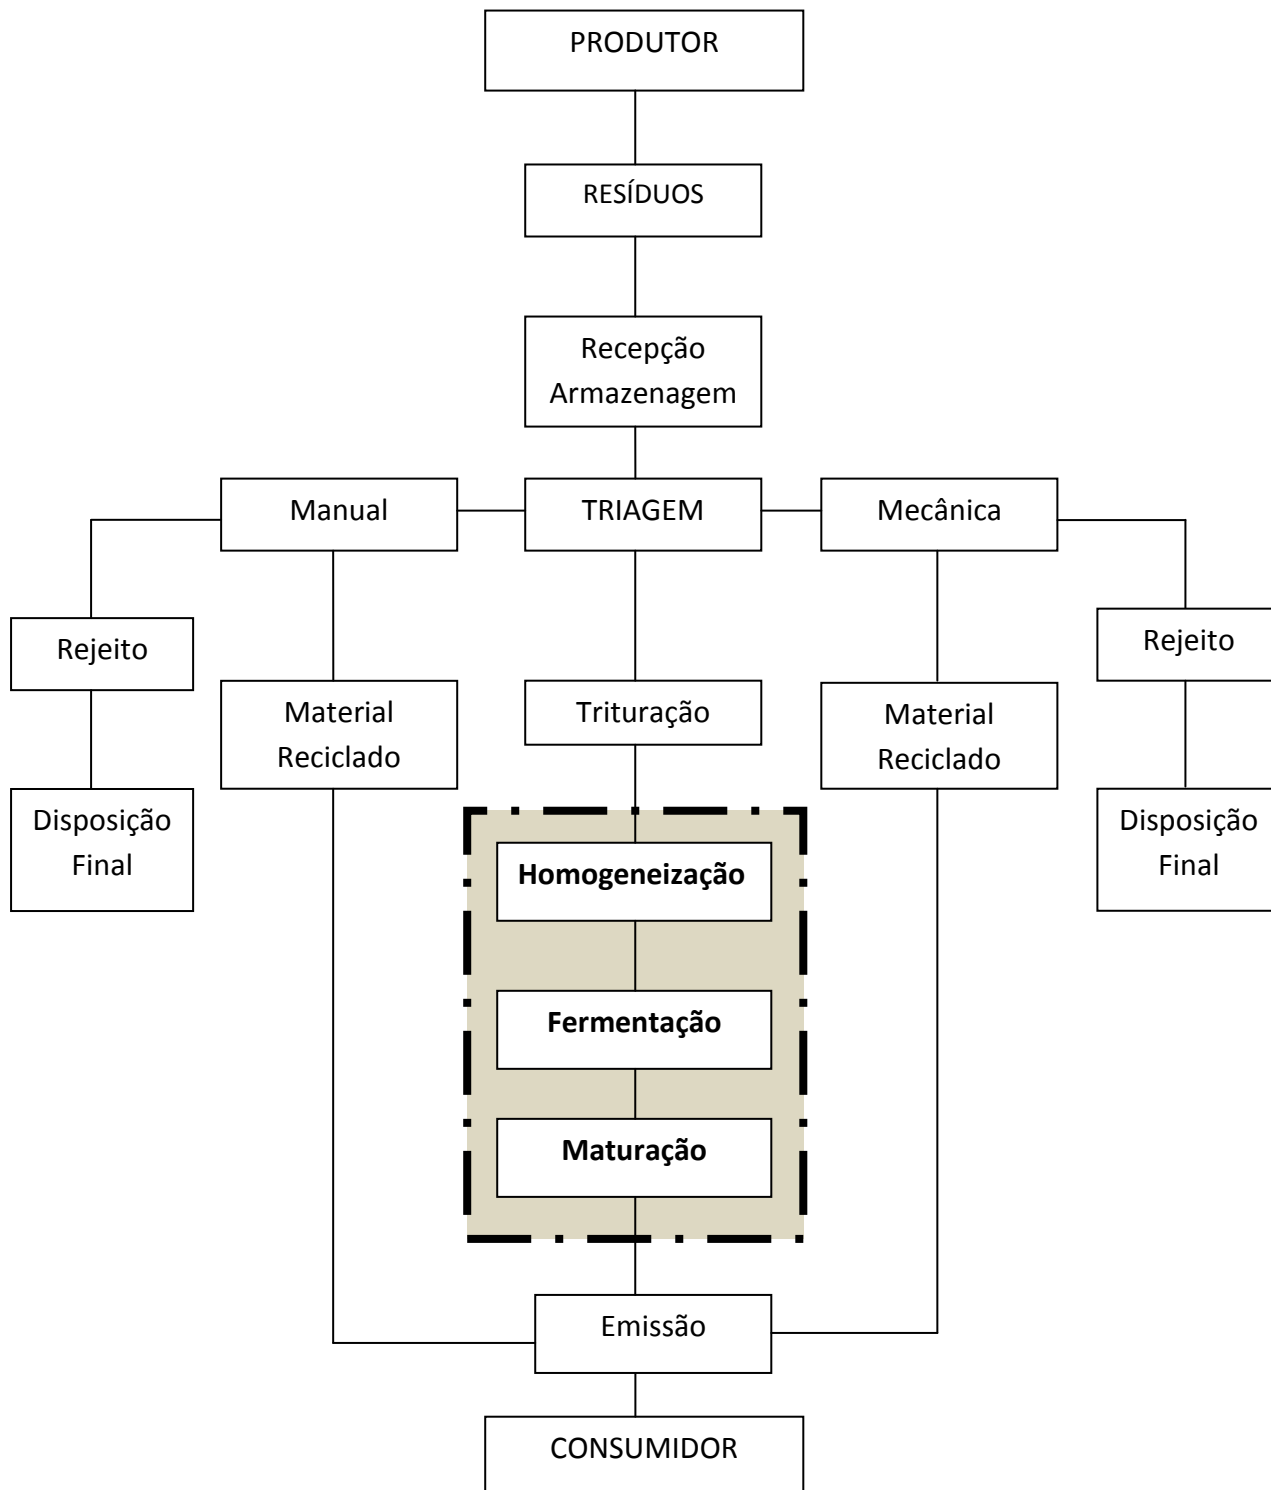 PRODUTOR
RESÍDUOS
Recepção
Armazenagem
Manual
TRIAGEM
Mecânica
Rejeito
Rejeito
Material
Reciclado
Trituração
Material
Reciclado
Disposição
Final
Disposição
Final
Homogeneização
Fermentação
Maturação
Emissão
CONSUMIDOR